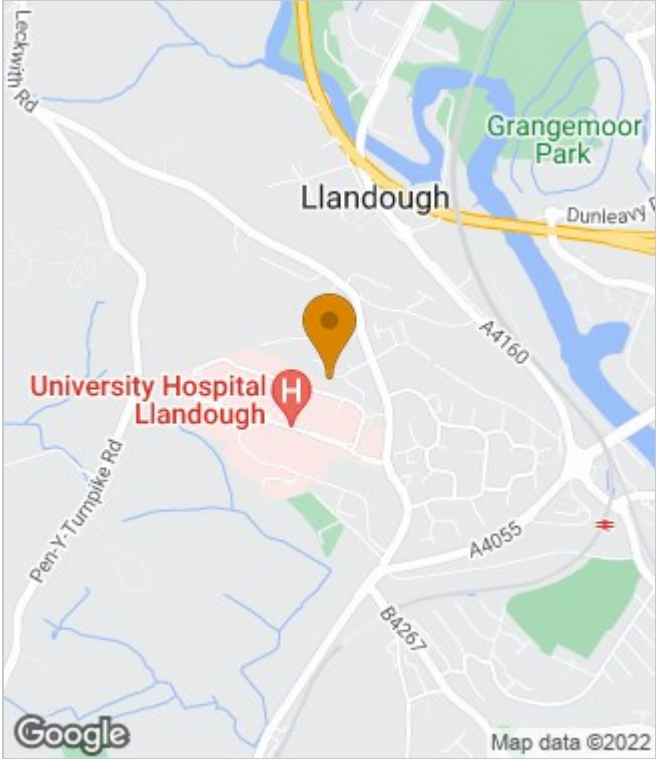 Leckwith Rd
Grangemoor
Park
Llandough
Dunleavy
A4160
University Hospital
Llandough
H
Pen-Y-Turnpike Rd
A4055
B4267
Google
Map data ©2022